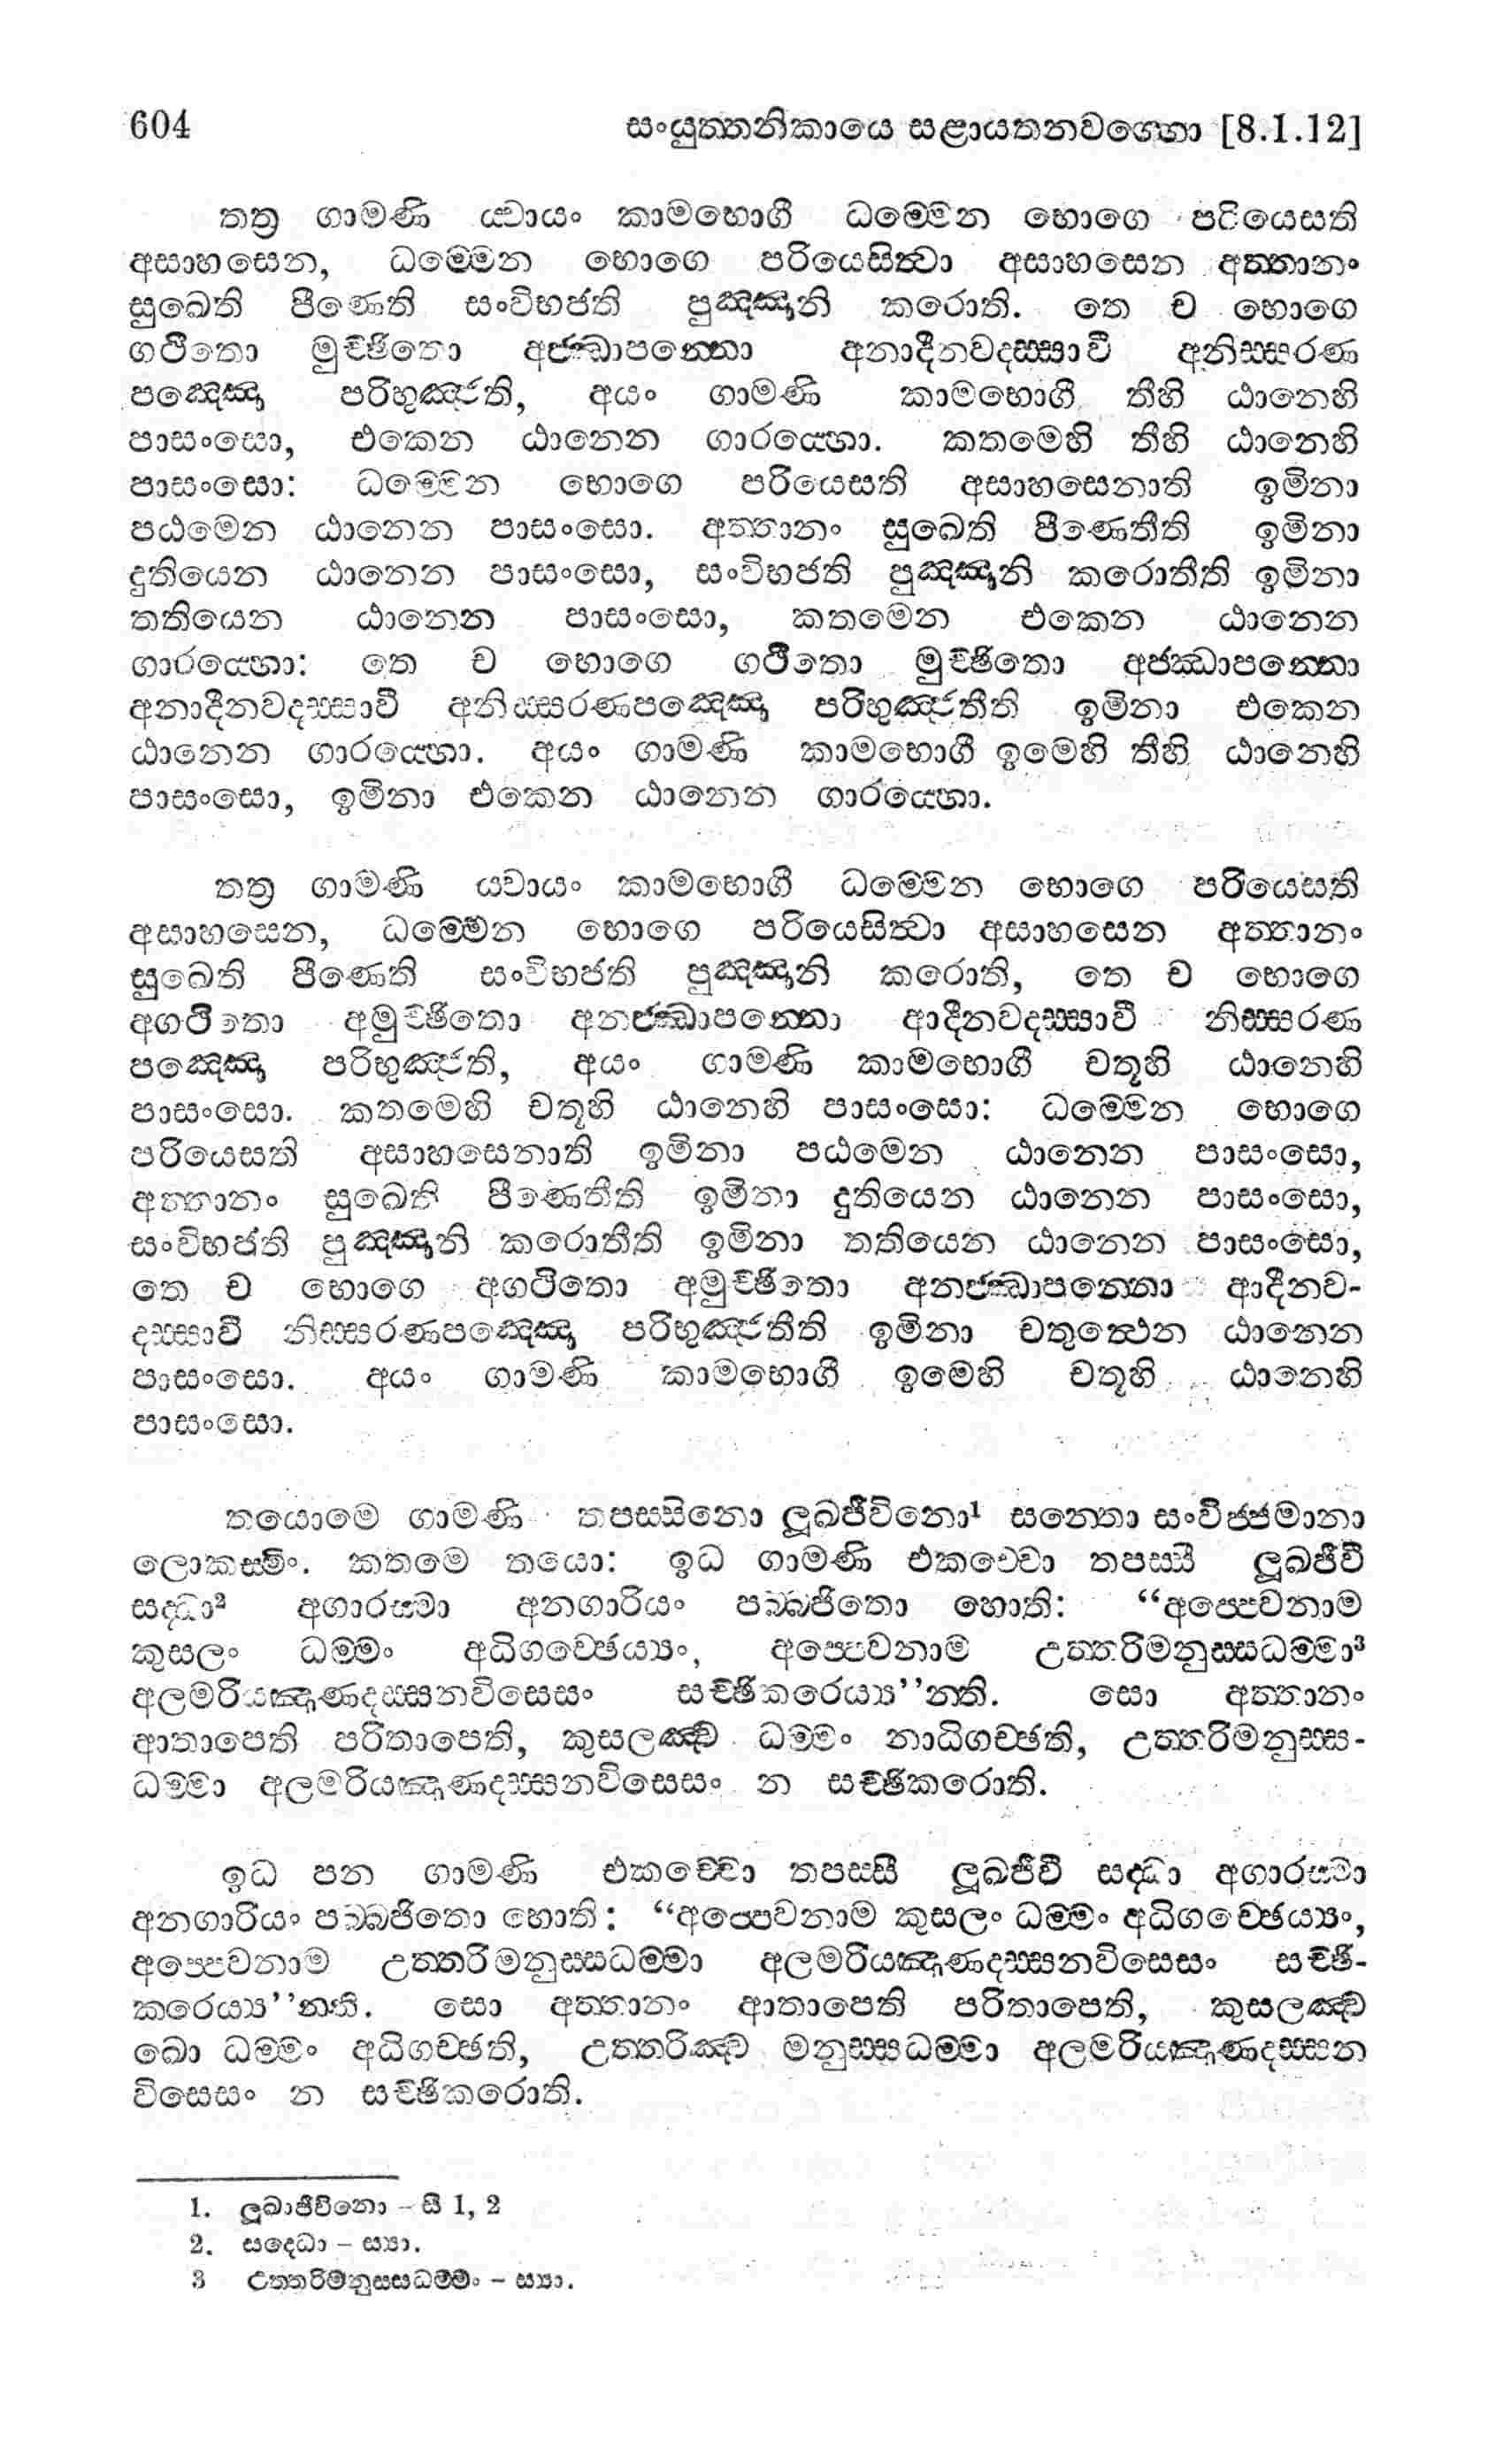 604 සංයුත්තනිකායෙ සළායතනවග්ගො [8.1.12]
තත්‍ර ගාමණි ය්වායං කාමභොගී ධම්මෙන භොගෙ පරියෙසති
අසාහසෙන, ධම්මෙන භොගෙ පරියෙසිත්‍වා අසාහසෙන අත්තානං
සුඛෙති පීණෙති සංවිභජති පුඤ්ඤානි කරොති. තෙ ච භොගෙ
ගථිතො මුච්ඡිතො අජ්ඣාපන්නො අනාදීනවදස්සාවී අනිස්සරණ
පඤ්ඤො පරිභුඤ්ජති, අයං ගාමණි කාමභොගී තීහි ඨානෙහි
පාසංසො, එකෙන ඨානෙන ගාරය්හො. කතමෙහි තීහි ඨානෙහි
පාසංසො: ධම්මෙන භොගෙ පරියෙසති අසාහසෙනාති ඉමිනා
පඨමෙන ඨානෙන පාසංසො. අත්තානං සුඛෙති පීණෙතීති ඉමිනා
දුතියෙන ඨානෙන පාසංසො, සංවිභජති පුඤ්ඤානි කරොතීති ඉමිනා
තතියෙන ඨානෙන පාසංසො, කතමෙන එකෙන ඨානෙන
ගාරය්හො: තෙ ච භොගෙ ගථිතො මුච්ඡිතො අජ්ඣාපන්නො
අනාදීනවදස්සාවී අනිස්සරණපඤ්ඤො පරිභුඤ්ජතීති ඉමිනා එකෙන
ඨානෙන ගාරය්හො. අයං ගාමණි කාමභොගී ඉමෙහි තීහි ඨානෙහි
පාසංසො, ඉමිනා එකෙන ඨානෙන ගාරය්හො.
තත්‍ර ගාමණි යවායං කාමභොගී ධම්මෙන භොගෙ පරියෙසති
අසාහසෙන, ධම්මෙන භොගෙ පරියෙසිත්‍වා අසාහසෙන අත්තානං
සුඛෙති පීණෙති සංවිභජති පුඤ්ඤානි කරොති, තෙ ච භොගෙ
අගථිතො අමුච්ඡිතො අනජ්ඣාපන්නො ආදීනවදස්සාවී නිස්සරණ
පඤ්ඤො පරිභුඤ්ජති, අයං ගාමණි කාමභොගී චතූහි ඨානෙහි
පාසංසො. කතමෙහි චතූහි ඨානෙහි පාසංසො: ධම්මෙන භොගෙ
පරියෙසති අසාහසෙනාති ඉමිනා පඨමෙන ඨානෙන පාසංසො,
අත්තානං සුඛෙති පීණෙතීති ඉමිනා දුතියෙන ඨානෙන පාසංසො,
සංවිභජති පුඤ්ඤානි කරොතීති ඉමිනා තතියෙන ඨානෙන පාසංසො,
තෙ ච භොගෙ අගථිතො අමුච්ඡිතො අනජ්ඣාපන්නො ආදීනව-
දස්සාවී නිස්සරණපඤ්ඤො පරිභුඤ්ජතීති ඉමිනා චතුත්‍ථෙන ඨානෙන
පාසංසො. අයං ගාමණි කාමභොගී ඉමෙහි චතූහි ඨානෙහි
පාසංසො.
තයොමෙ ගාමණි තපස්සිනො ලූඛජීවිනො¹ සන්තො සංවිජ්ජමානා
ලොකස්මිං. කතමෙ තයො: ඉධ ගාමණි එකච්චො තපස්සී ලූඛජීවී
සද්ධා² අගාරස්මා අනගාරියං පබ්බජිතො හොති: “අප්පෙවනාම
කුසලං ධම්මං අධිගච්ඡෙය්‍යං, අප්පෙවනාම උත්තරිමනුස්සධම්මා³
අලමරියඤාණදස්සනවිසෙසං සච්ඡිකරෙය්‍ය’’න්ති. සො අත්තානං
ආතාපෙති පරිතාපෙති, කුසලඤ්ච ධම්මං නාධිගච්ඡති, උත්තරිමනුස්ස-
ධම්මා අලමරියඤාණදස්සනවිසෙසං න සච්ඡිකරොති.
ඉධ පන ගාමණි එකච්චො තපස්සී ලූඛජීවී සද්ධා අගාරස්මා
අනගාරියං පබ්බජිතො හොති: “අප්පෙවනාම කුසලං ධම්මං අධිගච්ඡෙය්‍යං,
අප්පෙවනාම උත්තරිමනුස්සධම්මා අලමරියඤාණදස්සනවිසෙසං සච්ඡි-
කරෙය්‍ය’’න්ති. සො අත්තානං ආතාපෙති පරිතාපෙති, කුසලඤ්ච
ඛො ධම්මං අධිගච්ඡති, උත්තරිඤ්ච මනුස්සධම්මා අලමරියඤාණදස්සන
විසෙසං න සච්ඡිකරොති.
1. ලූඛාජීවිනො – සී 1, 2
2. සද්ධො – ස්‍යා.
3 උත්තරිමනුස්සධම්මං – ස්‍යා.